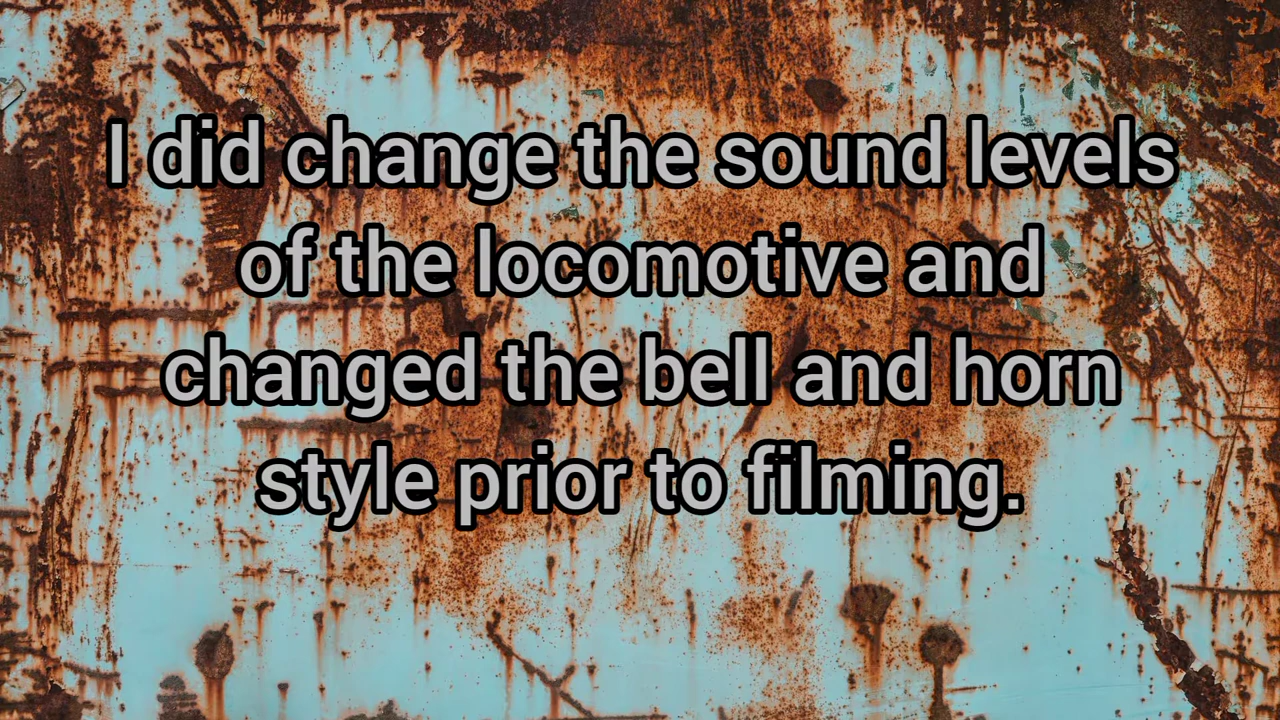 I did change the sound levels
of the locomotive and
changed the bell and horn
style prior to filming.